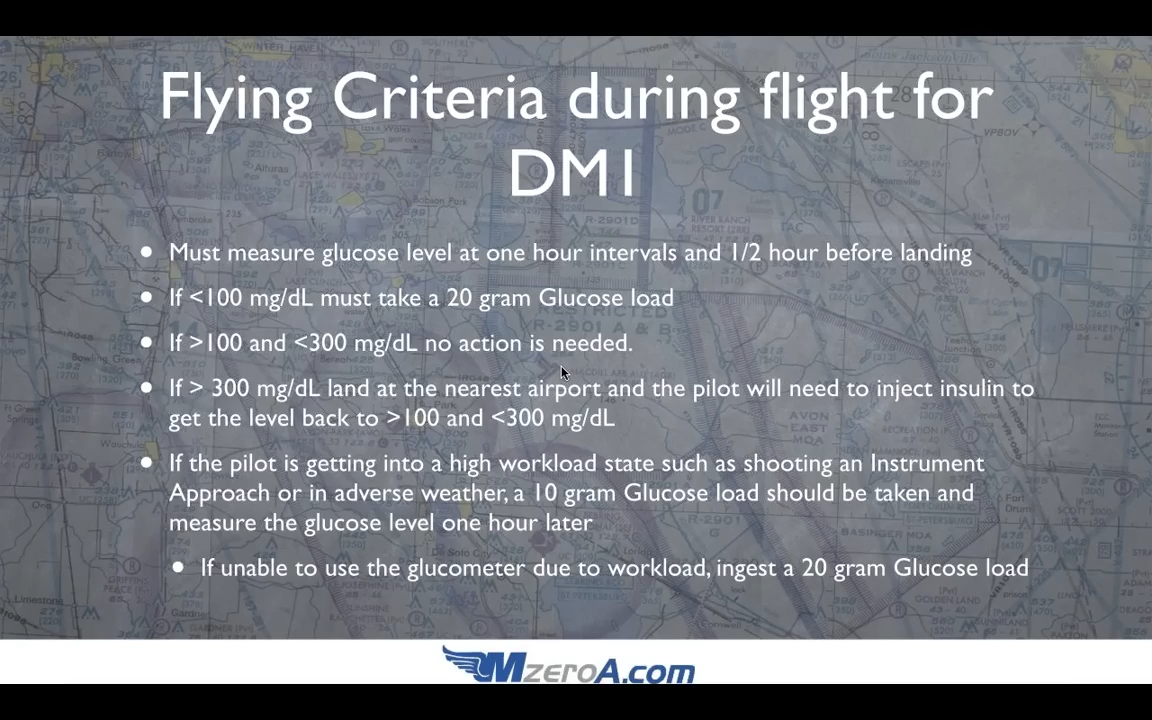 Flying Criteria during flight for
DM1
• Must measure glucose level at one hour intervals and 1/2 hour before landing
• If <100 mg/dL must take a 20 gram Glucose load
• If >100 and <300 mg/dL no action is needed.
• If > 300 mg/dL land at the nearest airport and the pilot will need to inject insulin to
get the level back to >100 and <300 mg/dL
• If the pilot is getting into a high workload state such as shooting an Instrument
Approach or in adverse weather, a 10 gram Glucose load should be taken and
measure the glucose level one hour later
• If unable to use the glucometer due to workload, ingest a 20 gram Glucose load
MzeroA.com